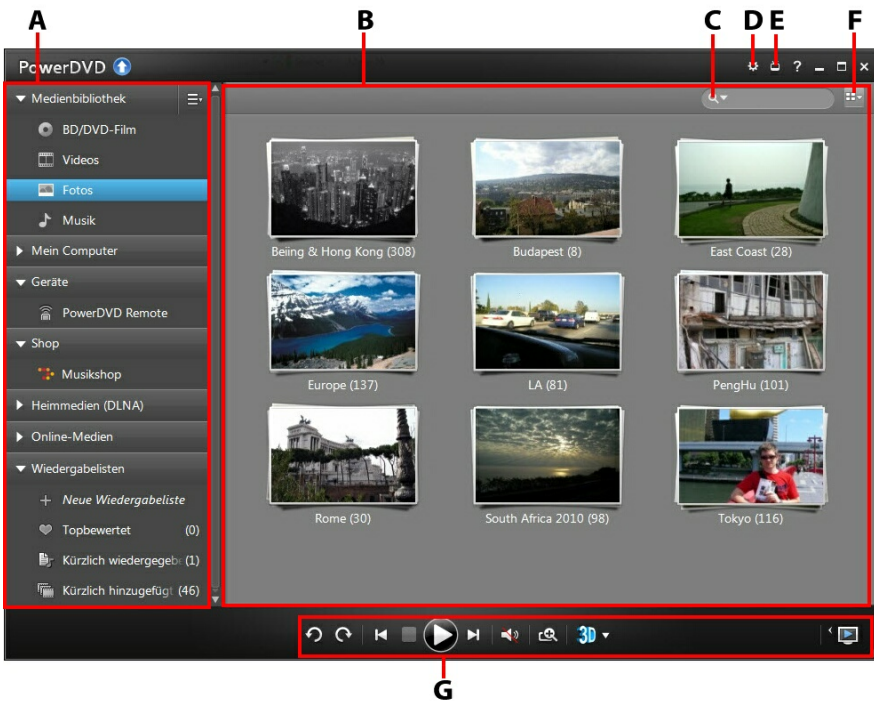 A B C D E F
PowerDVD
?
Medienbibliothek
BD/DVD-Film
Videos
Fotos
Musik
Mein Computer
Geräte
PowerDVD Remote
Shop
Musikshop
Heimmedien (DLNA)
Online-Medien
Wiedergabelisten
Neue Wiedergabeliste
Topbewertet (0)
Kürzlich wiedergegebe (1)
Kürzlich hinzugefügt (46)
Beiing & Hong Kong (308)
Budapest (8)
East Coast (28)
Europe (137)
LA (81)
PengHu (101)
Rome (30)
South Africa 2010 (98)
Tokyo (116)
3D
G